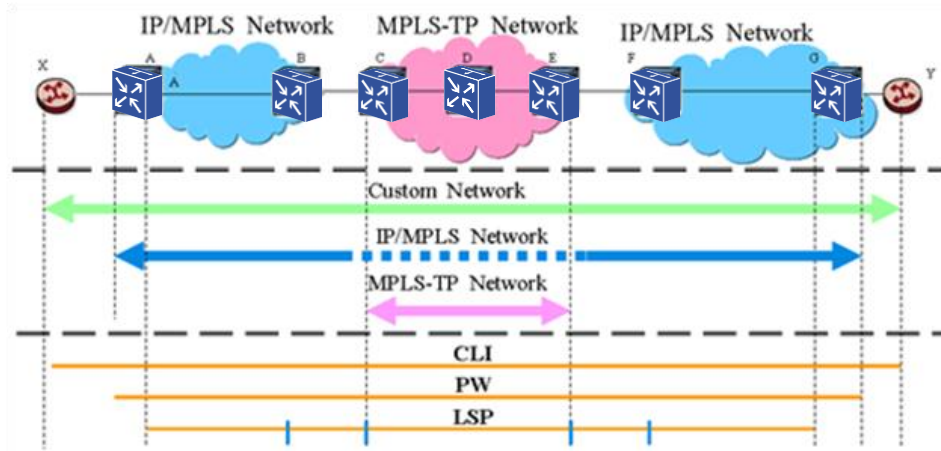 IP/MPLS Network
MPLS-TP Network
IP/MPLS Network
X
A
B
C
D
E
F
G
Y
A
Custom Network
IP/MPLS Network
MPLS-TP Network
CLI
PW
LSP